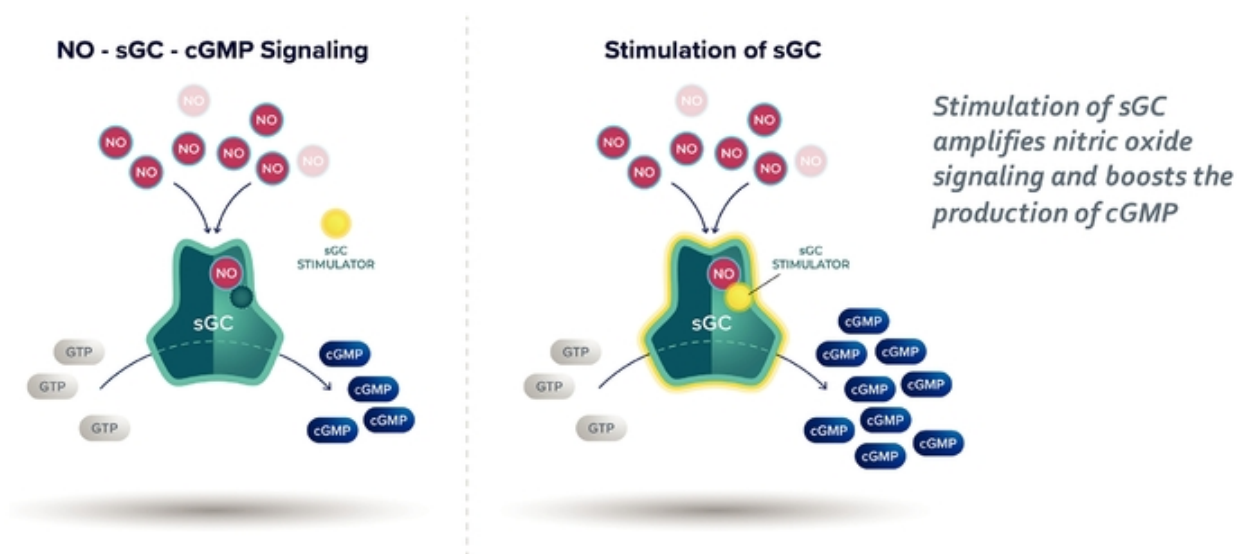 NO - sGC - cGMP Signaling
NO
NO
NO
NO
NO
NO
NO
NO
sGC
STIMULATOR
NO
sGC
GTP
GTP
GTP
cGMP
cGMP
cGMP
cGMP
Stimulation of sGC
NO
NO
NO
NO
NO
NO
NO
NO
sGC
STIMULATOR
NO
sGC
GTP
GTP
GTP
cGMP
cGMP
cGMP
cGMP
cGMP
cGMP
cGMP
cGMP
cGMP
Stimulation of sGC
amplifies nitric oxide
signaling and boosts the
production of cGMP